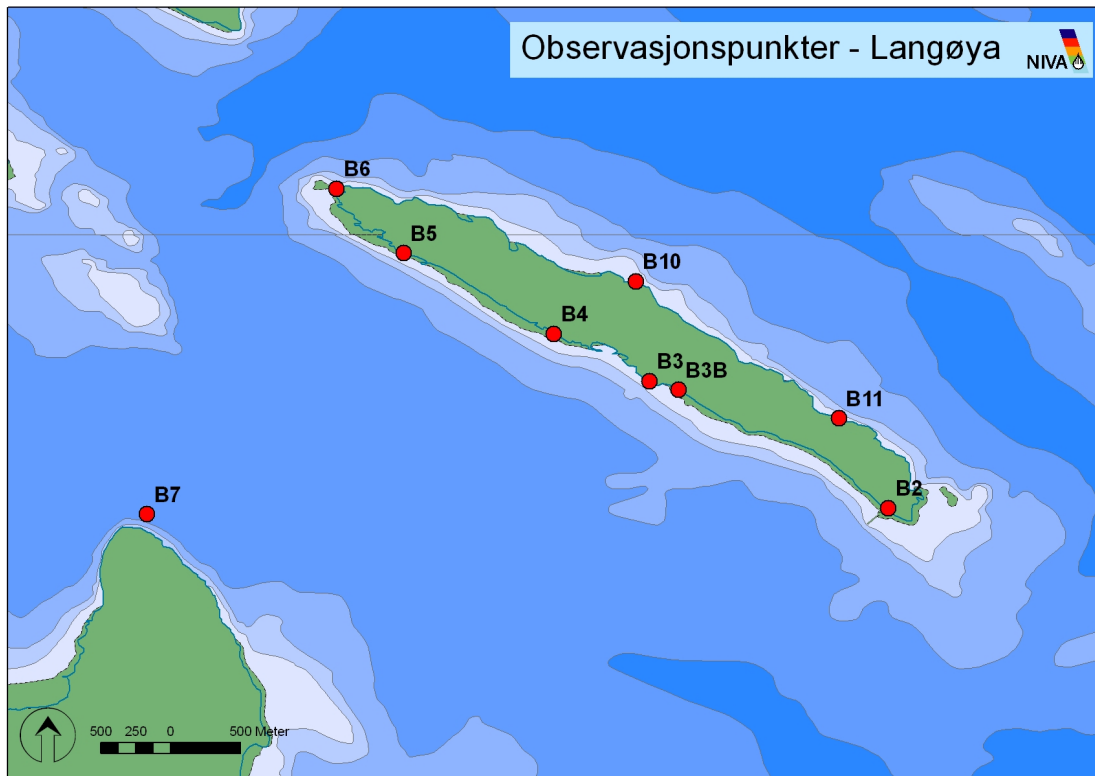 Observasjonspunkter - Langøya
NIVA
B6
B5
B10
B4
B3
B3B
B11
B2
B7
500 250 0 500 Meter